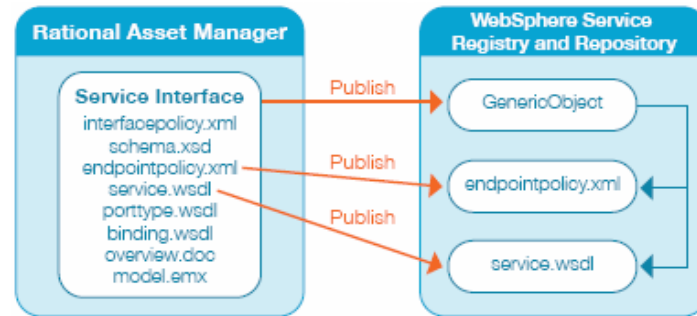 Rational Asset Manager
Service Interface
interfacepolicy.xml
schema.xsd
endpointpolicy.xml
service.wsdl
porttype.wsdl
binding.wsdl
overview.doc
model.emx
Publish
Publish
Publish
WebSphere Service
Registry and Repository
GenericObject
endpointpolicy.xml
service.wsdl